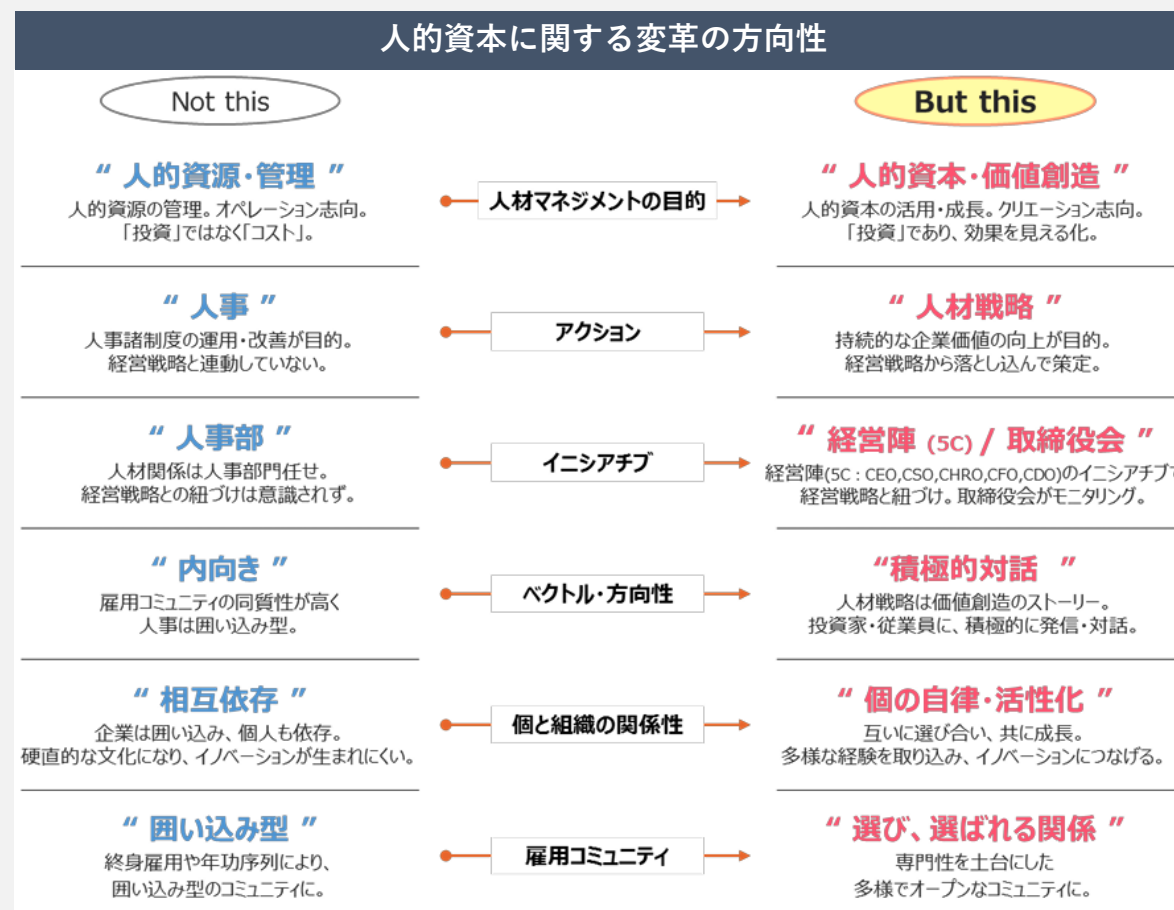 人的資本に関する変革の方向性
Not this
But this
“ 人的資源・管理 ”
人的資源の管理。オペレーション志向。
「投資」ではなく「コスト」。
人材マネジメントの目的
“ 人的資本・価値創造 ”
人的資本の活用・成長。クリエーション志向。
「投資」であり、効果を見える化。
“ 人事 ”
人事諸制度の運用・改善が目的。
経営戦略と連動していない。
アクション
“ 人材戦略 ”
持続的な企業価値の向上が目的。
経営戦略から落とし込んで策定。
“ 人事部 ”
人材関係は人事部門任せ。
経営戦略との紐づけは意識されず。
イニシアチブ
“ 経営陣 (5C) / 取締役会 ”
経営陣(5C : CEO,CSO,CHRO,CFO,CDO)のイニシアチブで
経営戦略と紐づけ。取締役会がモニタリング。
“ 内向き ”
雇用コミュニティの同質性が高く
人事は囲い込み型。
ベクトル・方向性
“積極的対話 ”
人材戦略は価値創造のストーリー。
投資家・従業員に、積極的に発信・対話。
“ 相互依存 ”
企業は囲い込み、個人も依存。
硬直的な文化になり、イノベーションが生まれにくい。
個と組織の関係性
“ 個の自律・活性化 ”
互いに選び合い、共に成長。
多様な経験を取り込み、イノベーションにつなげる。
“ 囲い込み型 ”
終身雇用や年功序列により、
囲い込み型のコミュニティに。
雇用コミュニティ
“ 選び、選ばれる関係 ”
専門性を土台にした
多様でオープンなコミュニティに。